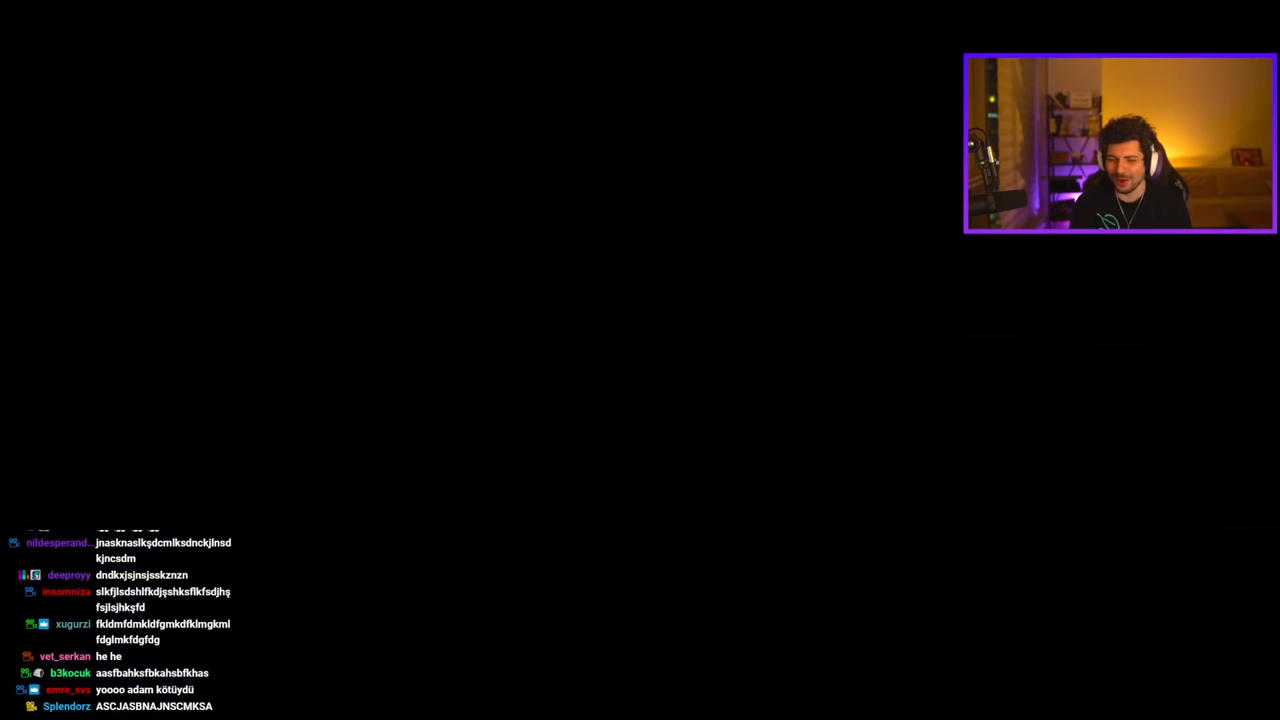 nildesperand... jnasknaslkşdcmlksdnckjlnsd
kjncsdm
deeproyy dndkxjsjnsjsskznzn
insomniza slkfjlsdshlfkdjsshksflkfsdjhş
fsjlsjhkşfd
xugurzi fkldmfdmkldfgmkdfklmgkml
fdglmkfdgfdg
vet_serkan he he
b3kocuk aasfbahksfbkahsbfkhas
emre_svs yoooo adam kötüydü
Splendorz ASCJASBNAJNSCMKSA